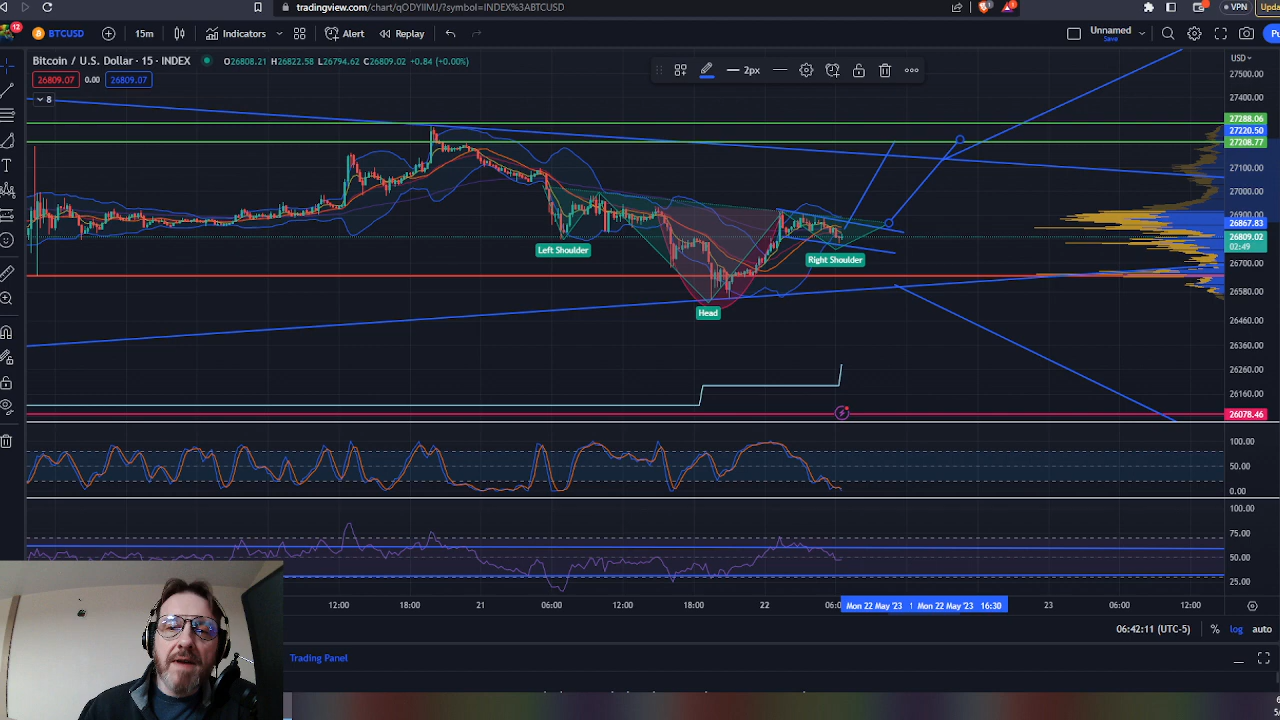 tradingview.com/chart/qODYIIMJ/?symbol=INDEX%3ABTCUSD
VPN
Upda
12
BTCUSD
15m
Indicators
Alert
Replay
Unnamed
Save
Pu
Bitcoin / U.S. Dollar · 15 · INDEX
O26808.21 H26822.58 L26794.62 C26809.02 +0.84 (+0.00%)
26809.07
0.00
26809.07
8
2px
USD
27500.00
27400.00
27288.06
27220.50
27208.77
27100.00
27000.00
26900.00
26867.83
26809.02
02:49
26700.00
26580.00
26460.00
26360.00
26260.00
26160.00
26078.46
Left Shoulder
Right Shoulder
Head
100.00
50.00
0.00
100.00
75.00
50.00
25.00
12:00
18:00
21
06:00
12:00
18:00
22
06:0
Mon 22 May '23
1
Mon 22 May '23 16:30
23
06:00
12:00
06:42:11 (UTC-5)
%
log
auto
Trading Panel